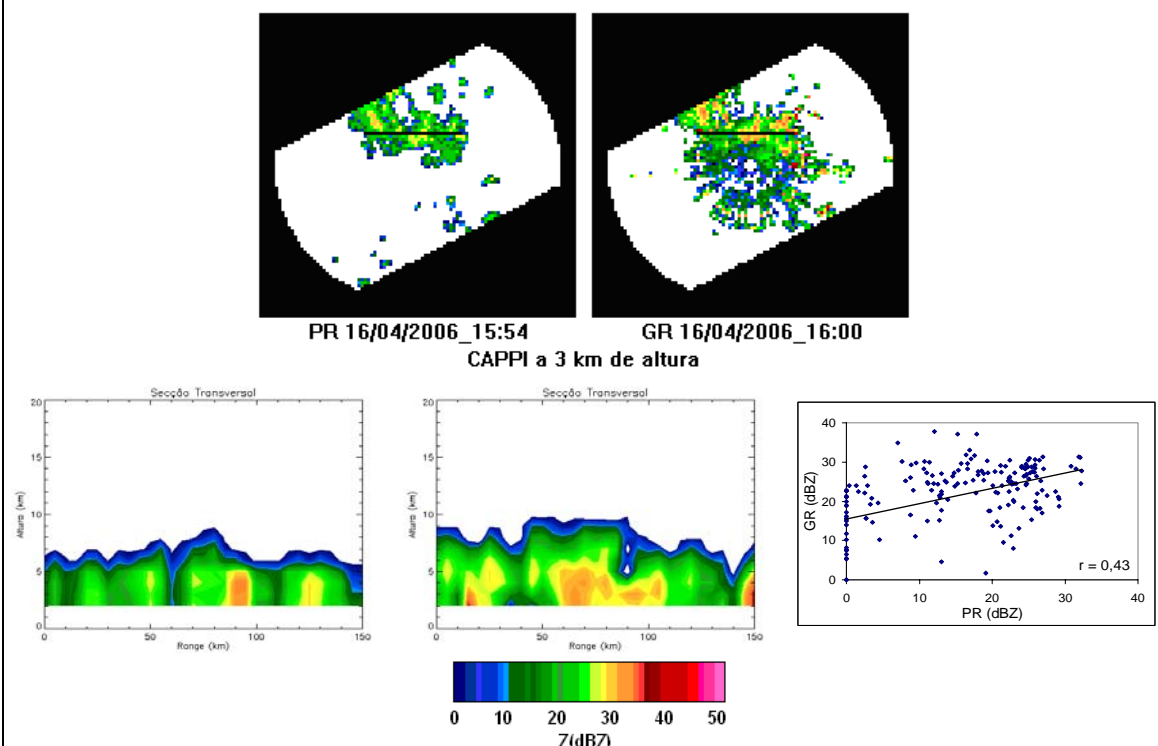 PR 16/04/2006_15:54
GR 16/04/2006_16:00
CAPPI a 3 km de altura
Secção Transversal
20
15
10
5
0
Altura (km)
0 50 100 150
Range (km)
Secção Transversal
20
15
10
5
0
Altura (km)
0 50 100 150
Range (km)
40
30
20
10
0
GR (dBZ)
r = 0,43
0 10 20 30 40
PR (dBZ)
0 10 20 30 40 50
Z(dBZ)